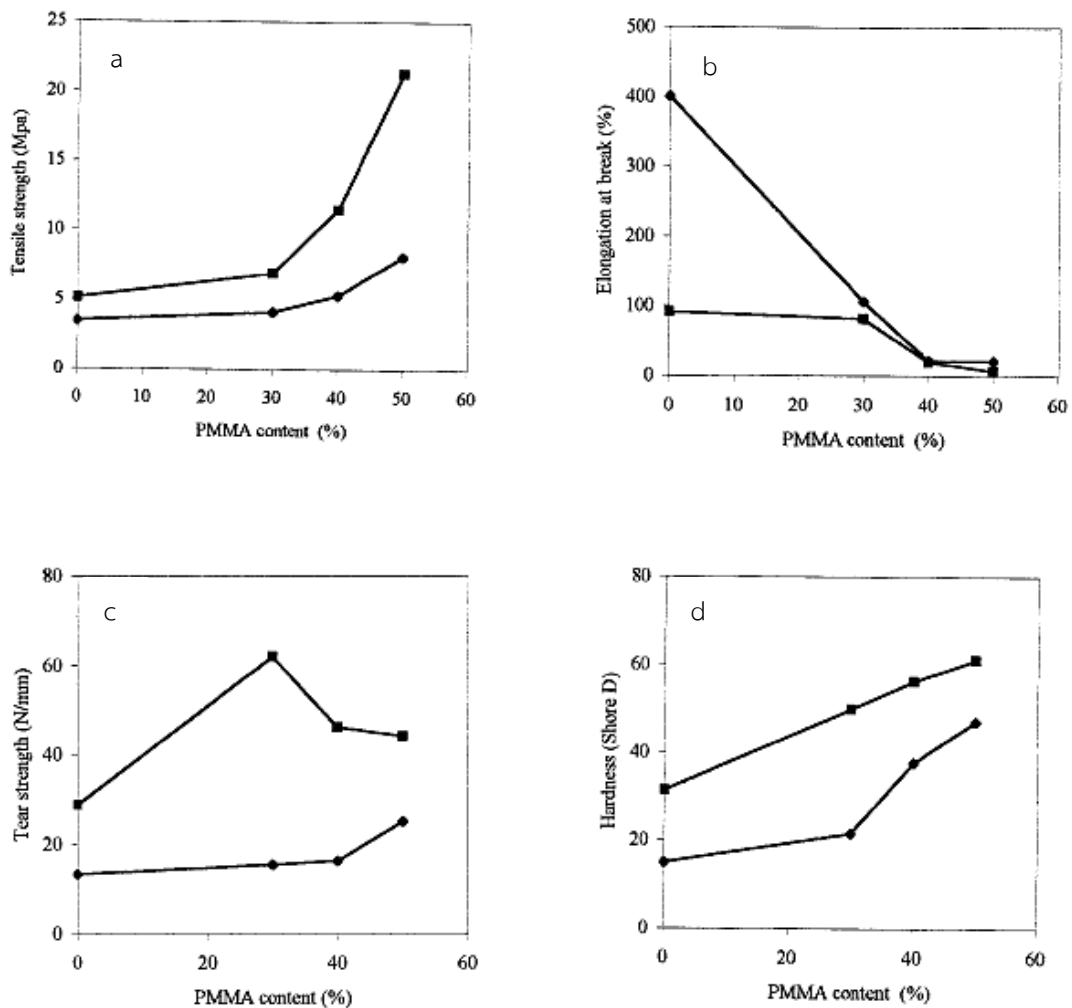 a
Tensile strength (Mpa)
25
20
15
10
5
0
0 10 20 30 40 50 60
PMMA content (%)
b
Elongation at break (%)
500
400
300
200
100
0
0 10 20 30 40 50 60
PMMA content (%)
c
Tear strength (N/mm)
80
60
40
20
0
0 20 40 60
PMMA content (%)
d
Hardness (Shore D)
80
60
40
20
0
0 20 40 60
PMMA content (%)